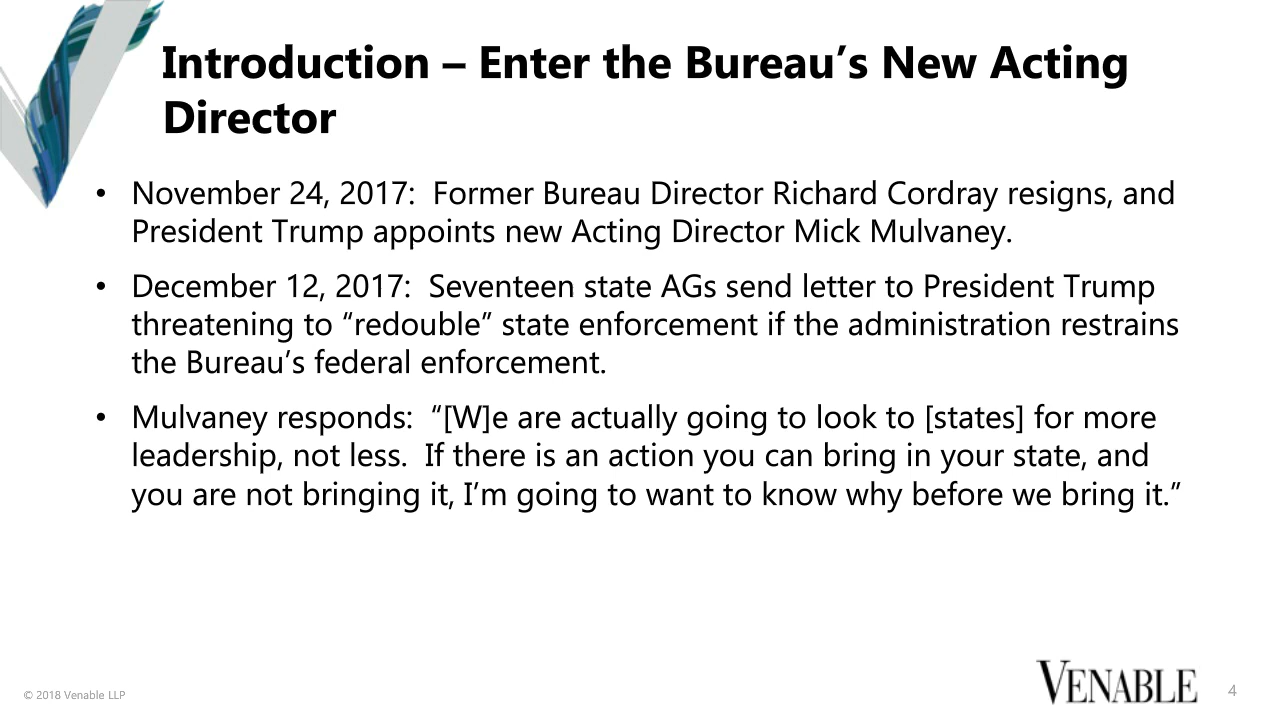 Introduction – Enter the Bureau’s New Acting
Director
• November 24, 2017:  Former Bureau Director Richard Cordray resigns, and
President Trump appoints new Acting Director Mick Mulvaney.
• December 12, 2017:  Seventeen state AGs send letter to President Trump
threatening to “redouble” state enforcement if the administration restrains
the Bureau’s federal enforcement.
• Mulvaney responds:  “[W]e are actually going to look to [states] for more
leadership, not less.  If there is an action you can bring in your state, and
you are not bringing it, I’m going to want to know why before we bring it.”
© 2018 Venable LLP
VENABLE
4